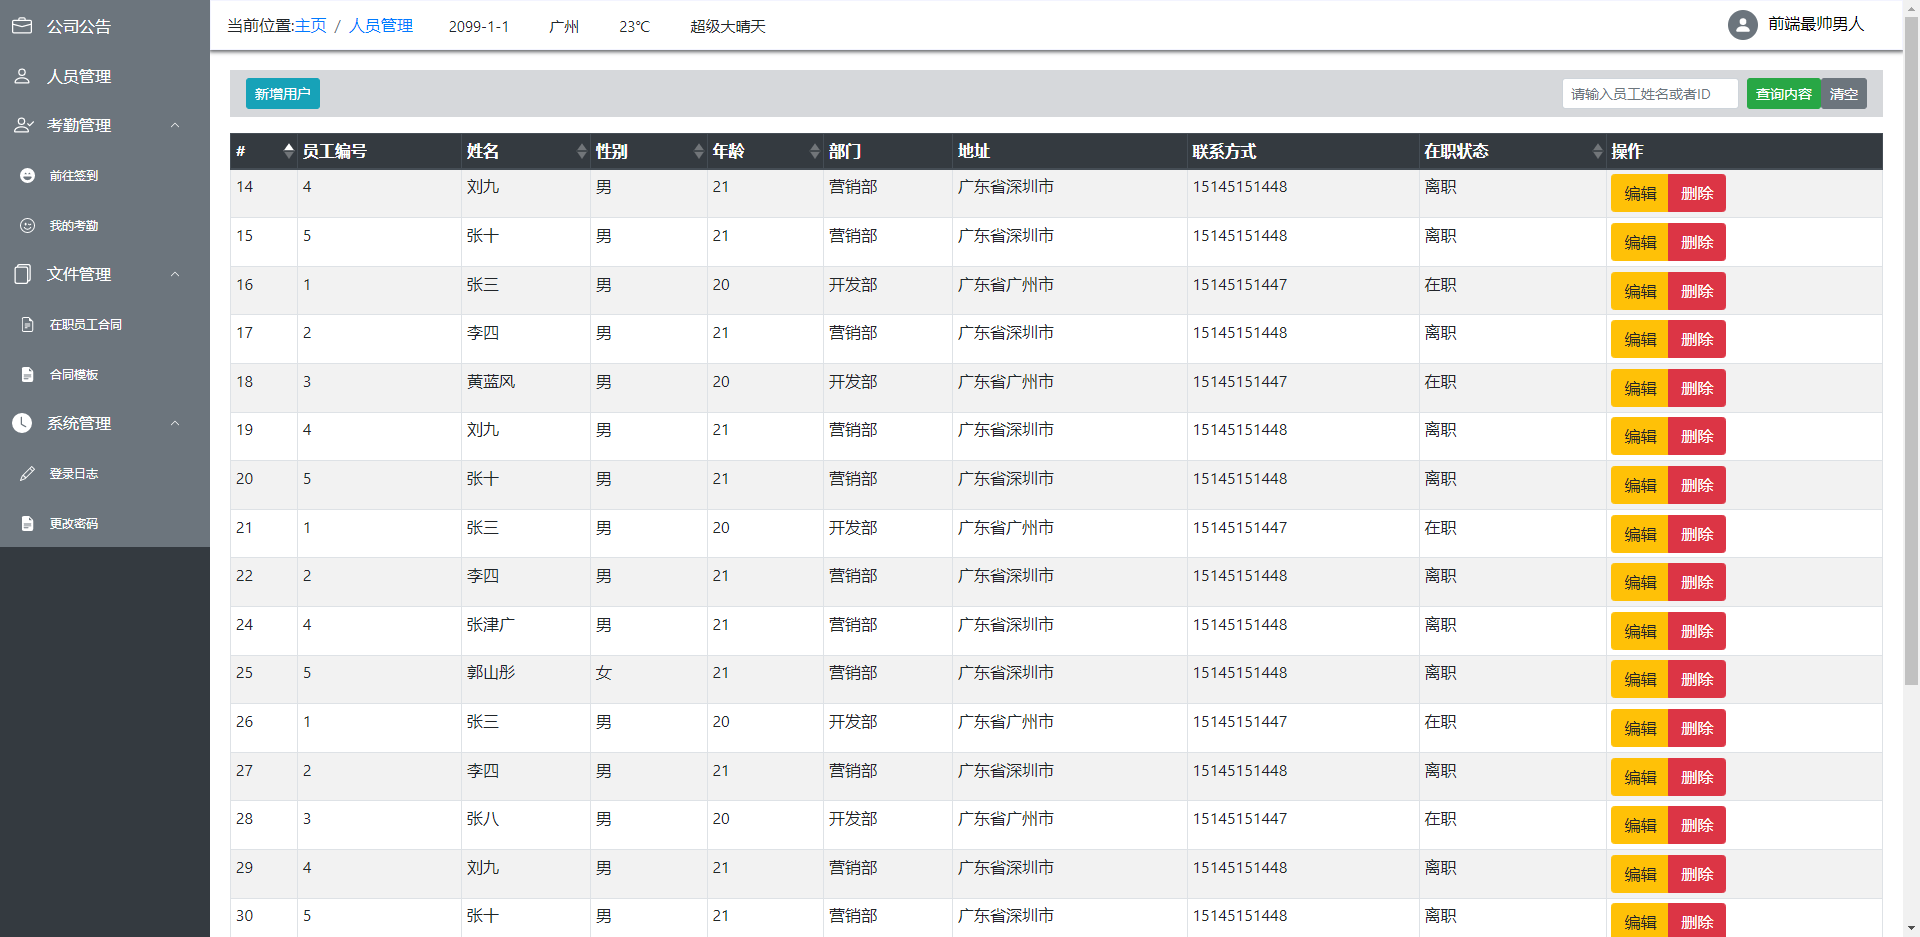 公司公告
人员管理
考勤管理
前往签到
我的考勤
文件管理
在职员工合同
合同模板
系统管理
登录日志
更改密码
当前位置:主页 / 人员管理 2099-1-1 广州 23℃ 超级大晴天
前端最帅男人
新增用户 请输入员工姓名或者ID 查询内容 清空
# 员工编号 姓名 性别 年龄 部门 地址 联系方式 在职状态 操作
14 4 刘九 男 21 营销部 广东省深圳市 15145151448 离职 编辑 删除
15 5 张十 男 21 营销部 广东省深圳市 15145151448 离职 编辑 删除
16 1 张三 男 20 开发部 广东省广州市 15145151447 在职 编辑 删除
17 2 李四 男 21 营销部 广东省深圳市 15145151448 离职 编辑 删除
18 3 黄蓝风 男 20 开发部 广东省广州市 15145151447 在职 编辑 删除
19 4 刘九 男 21 营销部 广东省深圳市 15145151448 离职 编辑 删除
20 5 张十 男 21 营销部 广东省深圳市 15145151448 离职 编辑 删除
21 1 张三 男 20 开发部 广东省广州市 15145151447 在职 编辑 删除
22 2 李四 男 21 营销部 广东省深圳市 15145151448 离职 编辑 删除
24 4 张津广 男 21 营销部 广东省深圳市 15145151448 离职 编辑 删除
25 5 郭山彤 女 21 营销部 广东省深圳市 15145151448 离职 编辑 删除
26 1 张三 男 20 开发部 广东省广州市 15145151447 在职 编辑 删除
27 2 李四 男 21 营销部 广东省深圳市 15145151448 离职 编辑 删除
28 3 张八 男 20 开发部 广东省广州市 15145151447 在职 编辑 删除
29 4 刘九 男 21 营销部 广东省深圳市 15145151448 离职 编辑 删除
30 5 张十 男 21 营销部 广东省深圳市 15145151448 离职 编辑 删除